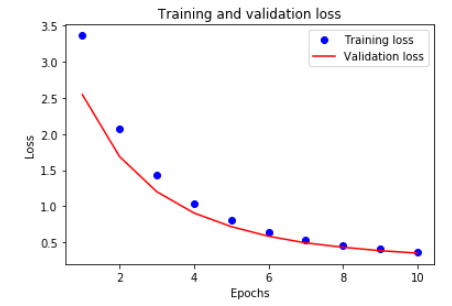 Training and validation loss
3.5
3.0
2.5
2.0
1.5
1.0
0.5
Loss
Training loss
Validation loss
2
4
6
8
10
Epochs